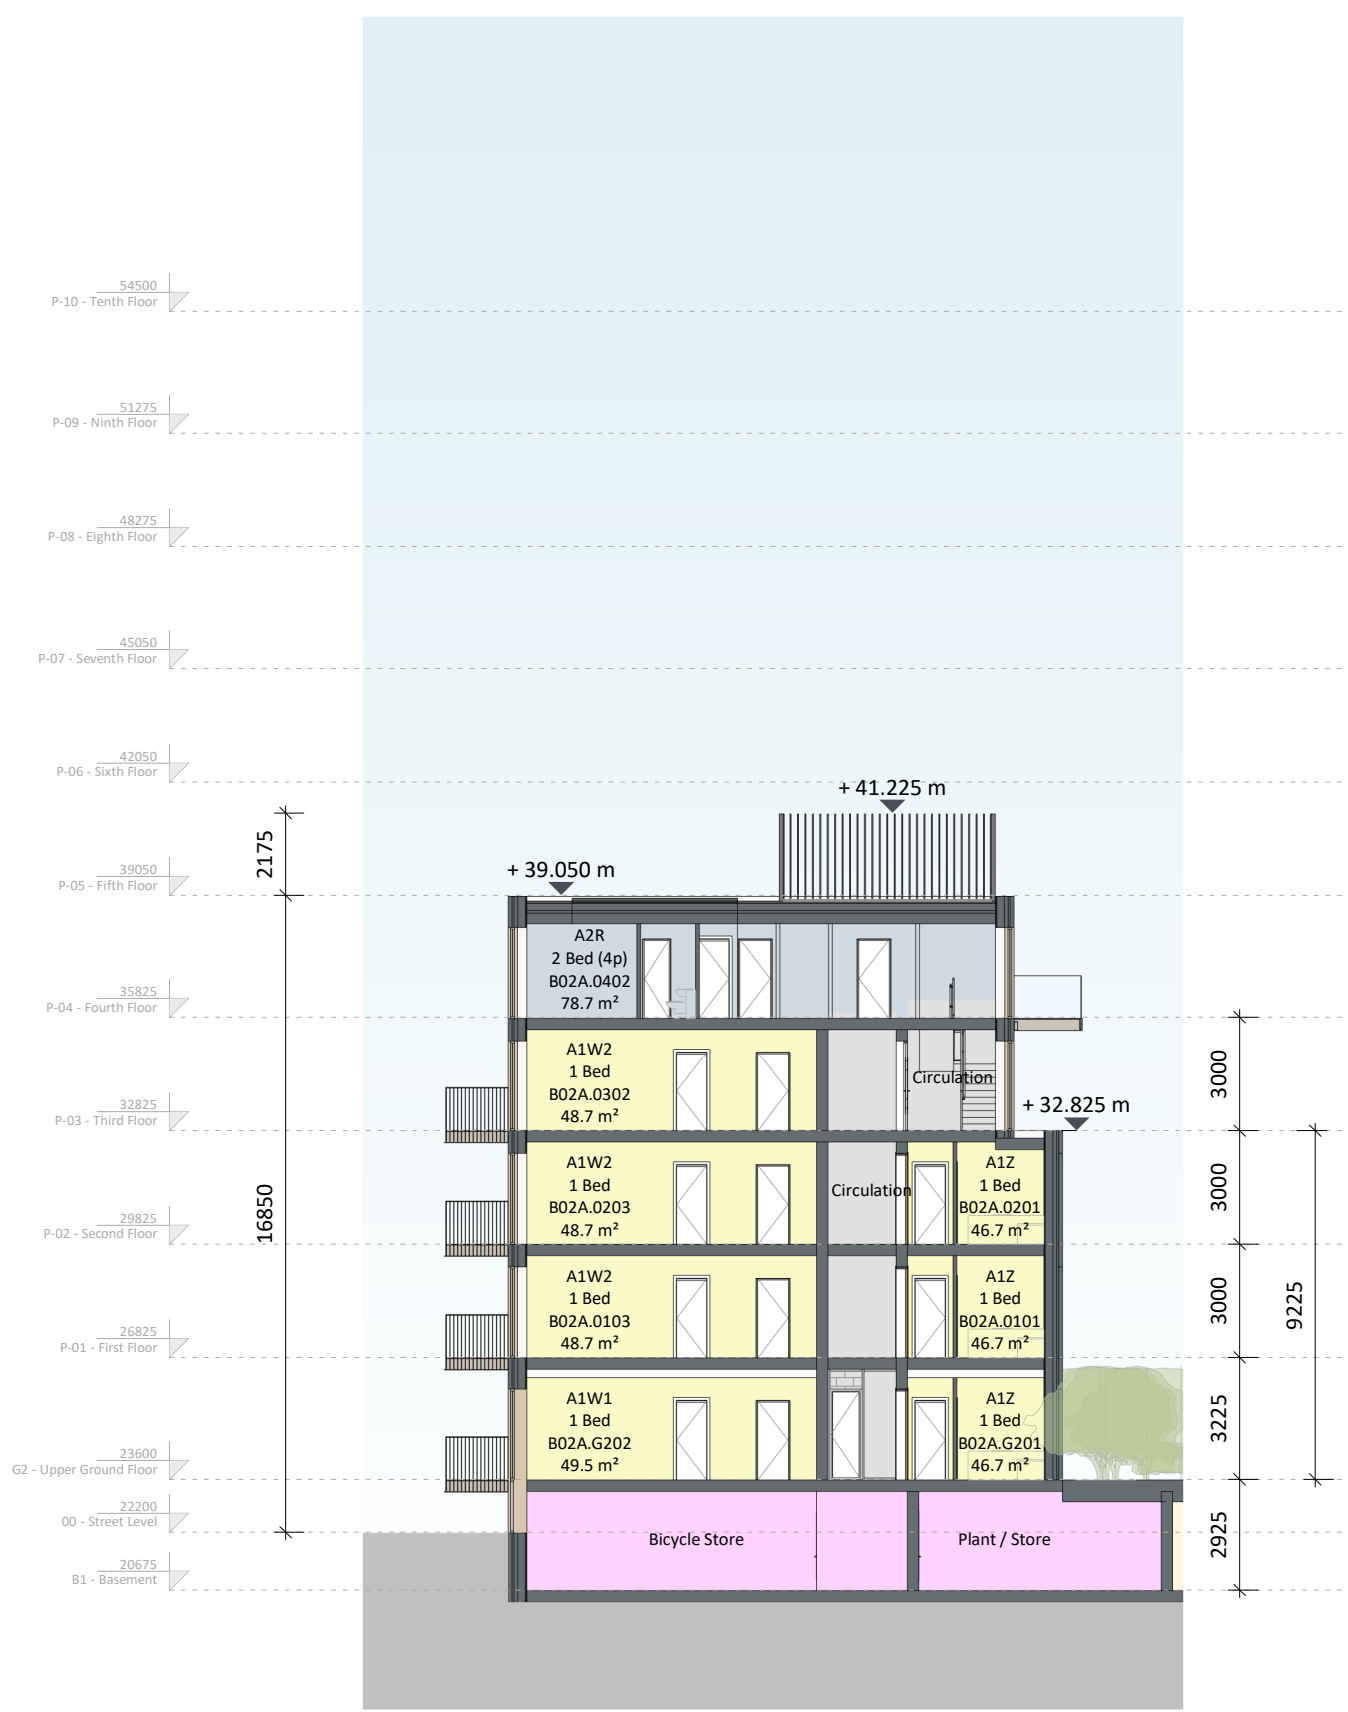 54500
P-10 - Tenth Floor
51275
P-09 - Ninth Floor
48275
P-08 - Eighth Floor
45050
P-07 - Seventh Floor
42050
P-06 - Sixth Floor
+ 41.225 m
2175
39050
P-05 - Fifth Floor
+ 39.050 m
A2R
2 Bed (4p)
B02A.0402
78.7 m²
35825
P-04 - Fourth Floor
A1W2
1 Bed
B02A.0302
48.7 m²
Circulation
3000
32825
P-03 - Third Floor
+ 32.825 m
A1W2
1 Bed
B02A.0203
48.7 m²
Circulation
A1Z
1 Bed
B02A.0201
46.7 m²
3000
16850
29825
P-02 - Second Floor
A1W2
1 Bed
B02A.0103
48.7 m²
A1Z
1 Bed
B02A.0101
46.7 m²
3000
9225
26825
P-01 - First Floor
A1W1
1 Bed
B02A.G202
49.5 m²
A1Z
1 Bed
B02A.G201
46.7 m²
3225
23600
G2 - Upper Ground Floor
22200
00 - Street Level
Bicycle Store
Plant / Store
2925
20675
B1 - Basement